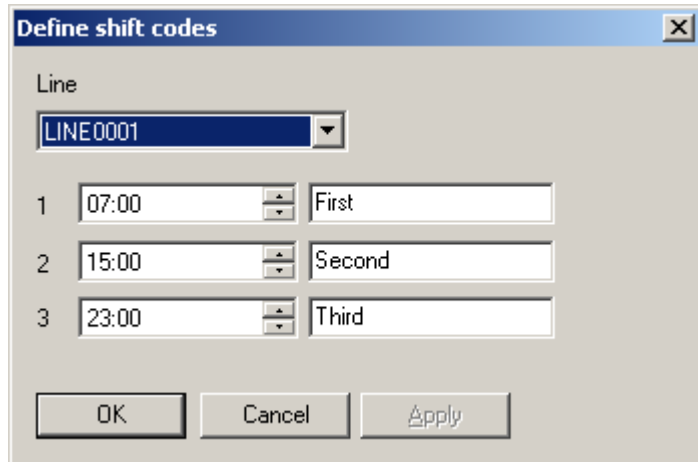 Define shift codes
Line
LINE0001
1 07:00 First
2 15:00 Second
3 23:00 Third
OK Cancel Apply